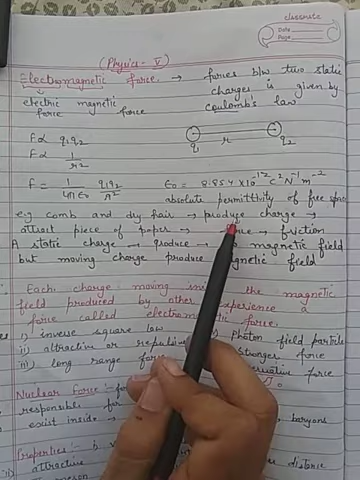 classmate
Date
Page
(Physics - V)
Electromagnetic force → forces b/w two static
charges is given by
electric magnetic
force force
Coulomb's law
F ∝ q1q2
F ∝ 1/r²
q1 r q2
F = 1/4πε0 q1q2/r²
ε0 = 8.854 × 10⁻¹² C² N⁻¹ m⁻²
absolute permittivity of free
e.g comb and dry hair → produce charge →
attract piece of paper → → friction
A static charge → produce → magnetic field
but moving charge produce magnetic field
Each charge moving the magnetic
field produced by other experience a
force called electromagnetic force.
i) inverse square law
Photon field particle
ii) attractive or repulsive
Stronger force
iii) long range force
force
Nuclear force :-
responsible for
exist inside baryons
Properties :-
distance
attractive
meson